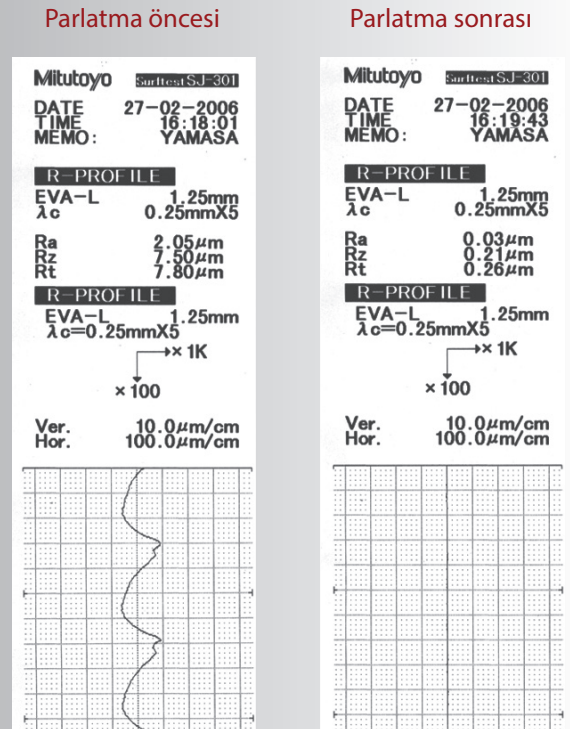 Parlatma öncesi
Mitutoyo Surftest SJ-301
DATE 27-02-2006
TIME 16:18:01
MEMO: YAMASA
R-PROFILE
EVA-L 1.25mm
λc 0.25mmX5
Ra 2.05μm
Rz 7.50μm
Rt 7.80μm
R-PROFILE
EVA-L 1.25mm
λc=0.25mmX5
× 1K
× 100
Ver. 10.0μm/cm
Hor. 100.0μm/cm
Parlatma sonrası
Mitutoyo Surftest SJ-301
DATE 27-02-2006
TIME 16:19:43
MEMO: YAMASA
R-PROFILE
EVA-L 1.25mm
λc 0.25mmX5
Ra 0.03μm
Rz 0.21μm
Rt 0.26μm
R-PROFILE
EVA-L 1.25mm
λc=0.25mmX5
× 1K
× 100
Ver. 10.0μm/cm
Hor. 100.0μm/cm